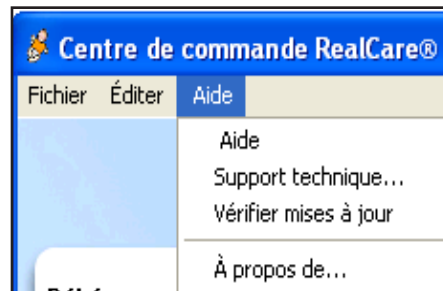 Centre de commande RealCare®
Fichier Éditer Aide
Aide
Support technique...
Vérifier mises à jour
À propos de...